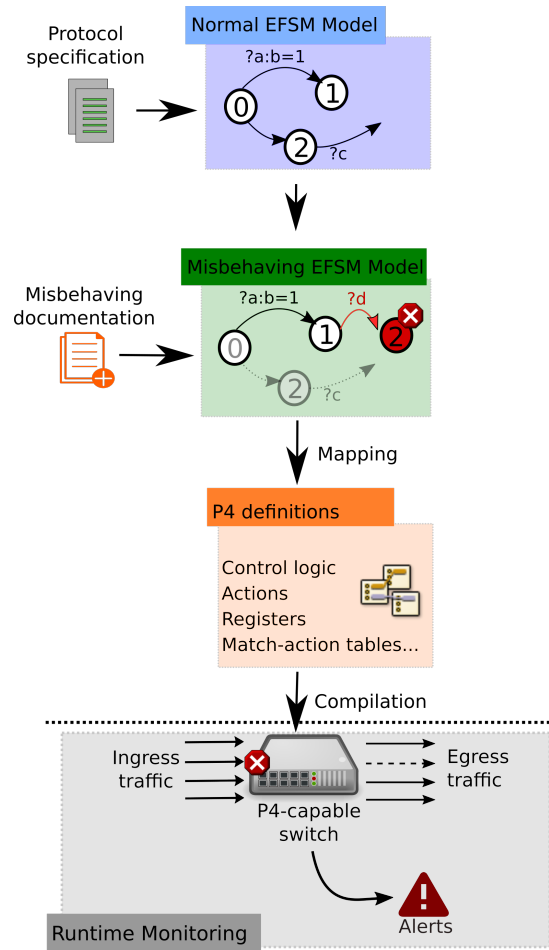 Normal EFSM Model
Protocol
specification
?a:b=1
0
1
2
?c
Misbehaving EFSM Model
Misbehaving
documentation
?a:b=1
?d
0
1
2
2
?c
Mapping
P4 definitions
Control logic
Actions
Registers
Match-action tables...
Compilation
Ingress
traffic
Egress
traffic
P4-capable
switch
Alerts
Runtime Monitoring